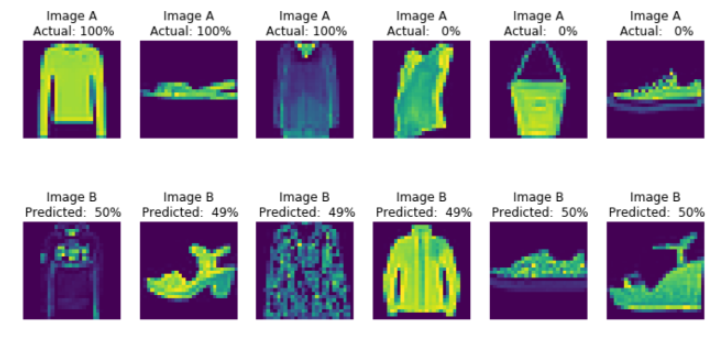 Image A Image A Image A Image A Image A Image A
Actual: 100% Actual: 100% Actual: 100% Actual: 0% Actual: 0% Actual: 0%
Image B Image B Image B Image B Image B Image B
Predicted: 50% Predicted: 49% Predicted: 49% Predicted: 49% Predicted: 50% Predicted: 50%